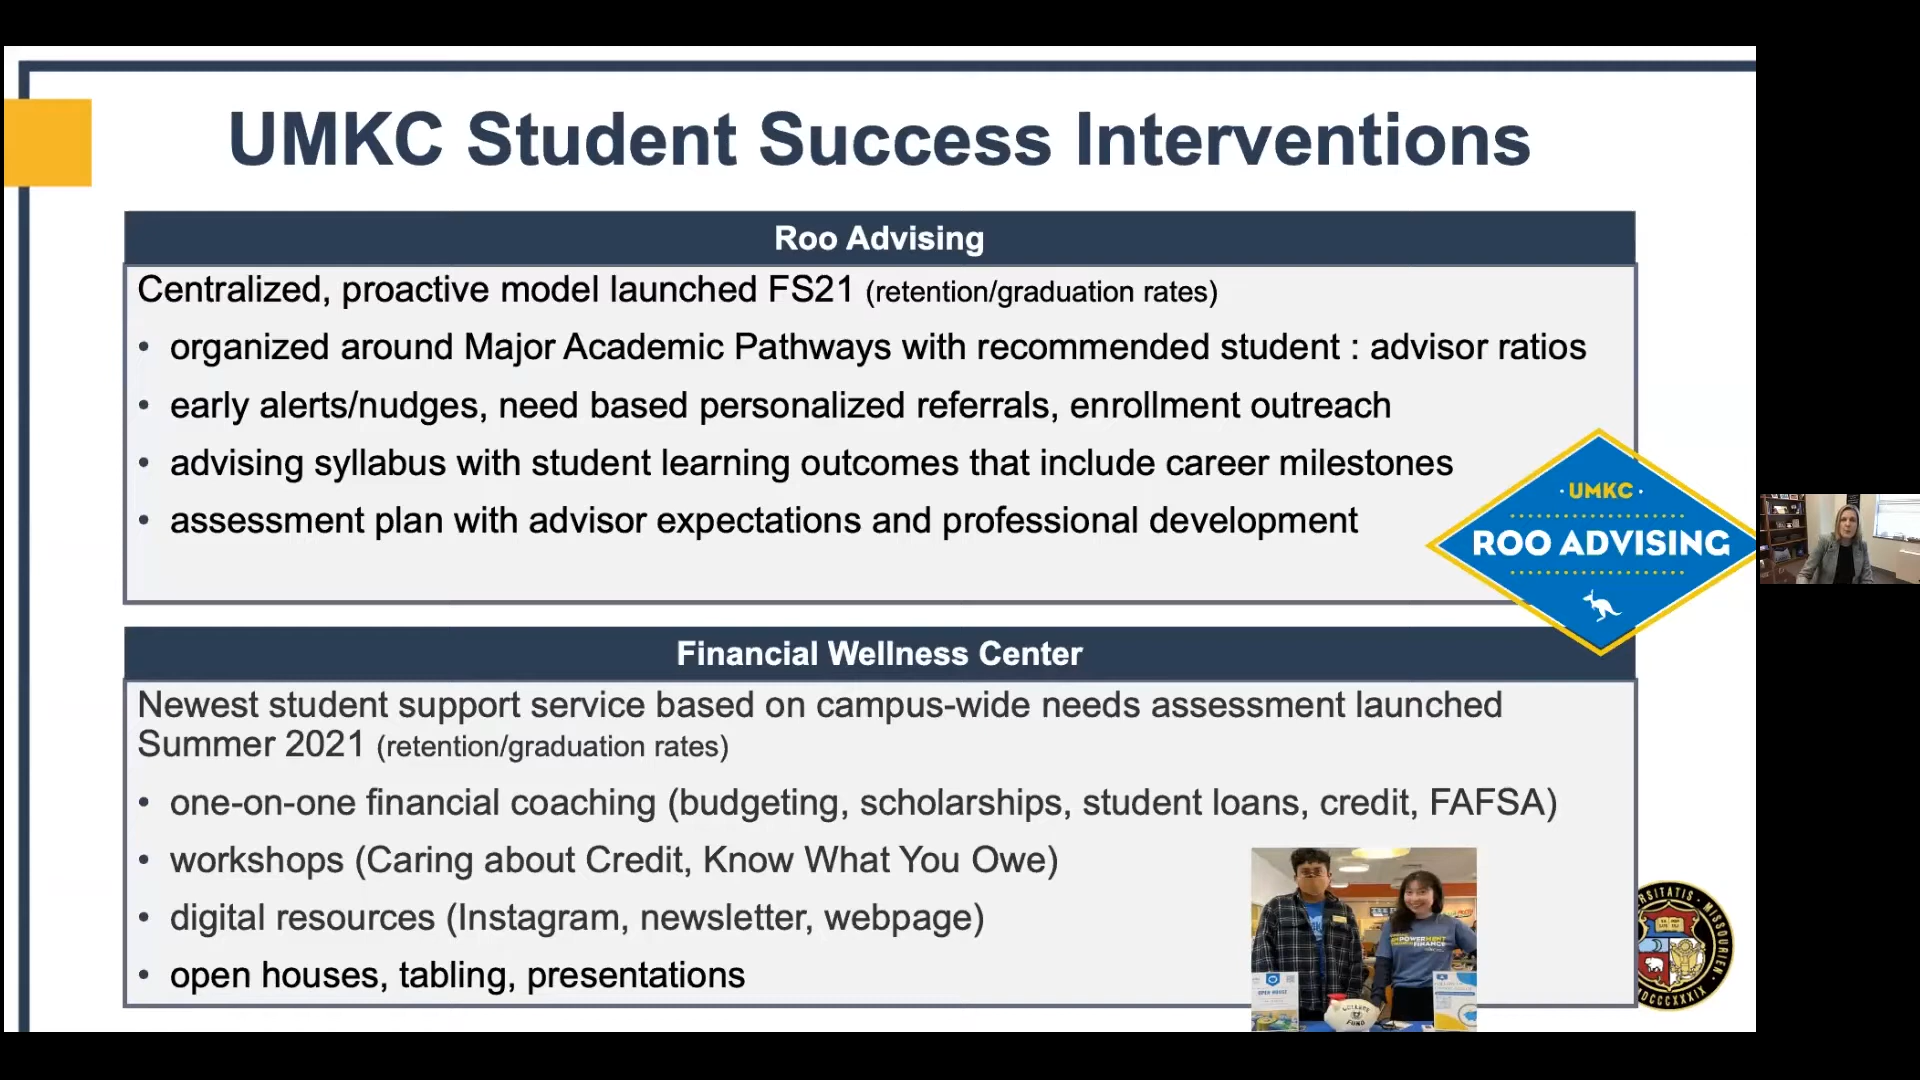 UMKC Student Success Interventions
Roo Advising
Centralized, proactive model launched FS21 (retention/graduation rates)
• organized around Major Academic Pathways with recommended student : advisor ratios
• early alerts/nudges, need based personalized referrals, enrollment outreach
• advising syllabus with student learning outcomes that include career milestones
• assessment plan with advisor expectations and professional development
· UMKC ·
ROO ADVISING
Financial Wellness Center
Newest student support service based on campus-wide needs assessment launched
Summer 2021 (retention/graduation rates)
• one-on-one financial coaching (budgeting, scholarships, student loans, credit, FAFSA)
• workshops (Caring about Credit, Know What You Owe)
• digital resources (Instagram, newsletter, webpage)
• open houses, tabling, presentations
OPEN HOUSE
COLLEGE
FUND